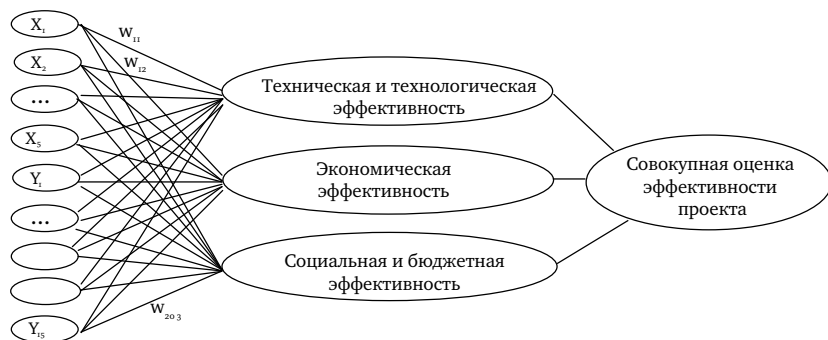 X₁
X₂
...
X₅
Y₁
...
Y₁₅
w₁₁
w₁₂
w₂₀ ₃
Техническая и технологическая
эффективность
Экономическая
эффективность
Социальная и бюджетная
эффективность
Совокупная оценка
эффективности
проекта